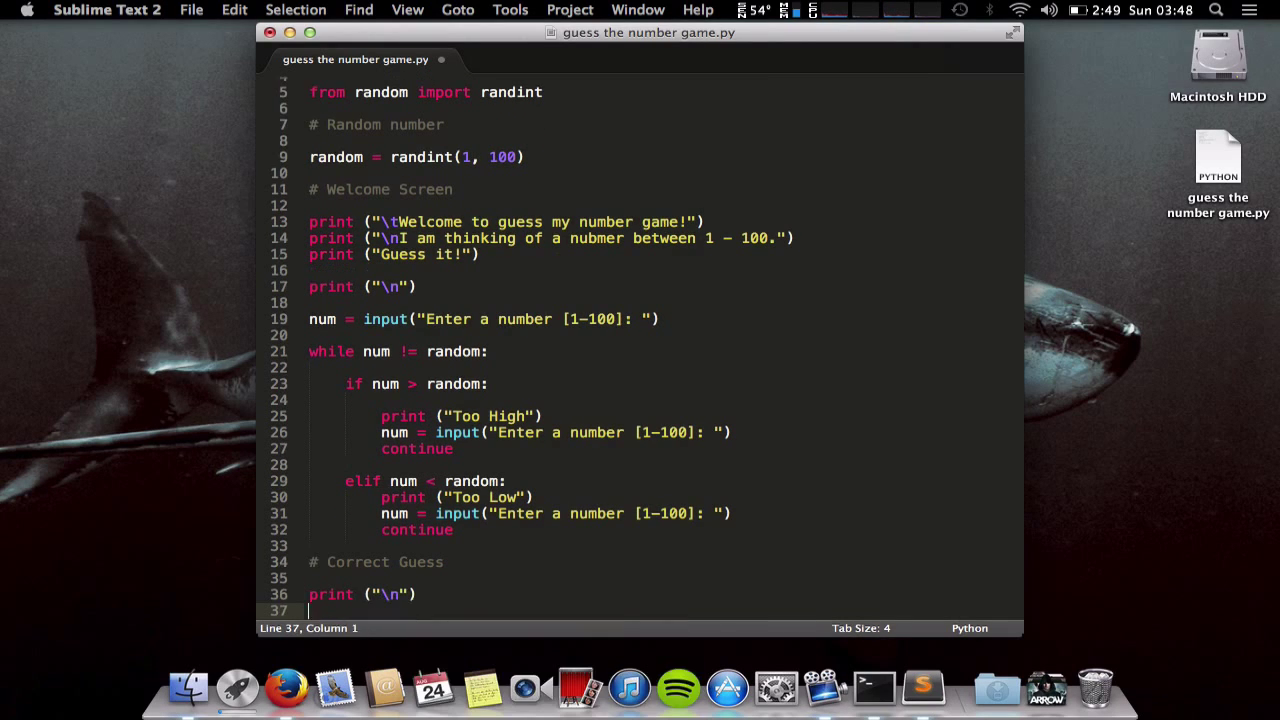 Sublime Text 2 File Edit Selection Find View Goto Tools Project Window Help 54° 2:49 Sun 03:48
guess the number game.py
guess the number game.py
5 from random import randint
6
7 # Random number
8
9 random = randint(1, 100)
10
11 # Welcome Screen
12
13 print ("\tWelcome to guess my number game!")
14 print ("\nI am thinking of a nubmer between 1 - 100.")
15 print ("Guess it!")
16
17 print ("\n")
18
19 num = input("Enter a number [1-100]: ")
20
21 while num != random:
22
23 if num > random:
24
25 print ("Too High")
26 num = input("Enter a number [1-100]: ")
27 continue
28
29 elif num < random:
30 print ("Too Low")
31 num = input("Enter a number [1-100]: ")
32 continue
33
34 # Correct Guess
35
36 print ("\n")
37
Line 37, Column 1 Tab Size: 4 Python
Macintosh HDD
PYTHON
guess the
number game.py
AUG
24
ARROW